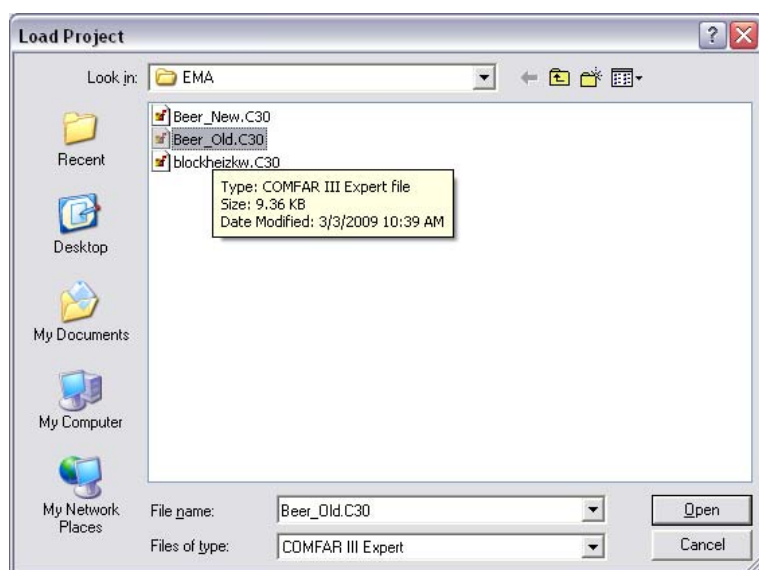 Load Project
Look in: EMA
Beer_New.C30
Beer_Old.C30
blockheizkw.C30
Type: COMFAR III Expert file
Size: 9.36 KB
Date Modified: 3/3/2009 10:39 AM
Recent
Desktop
My Documents
My Computer
My Network
Places
File name: Beer_Old.C30 Open
Files of type: COMFAR III Expert Cancel